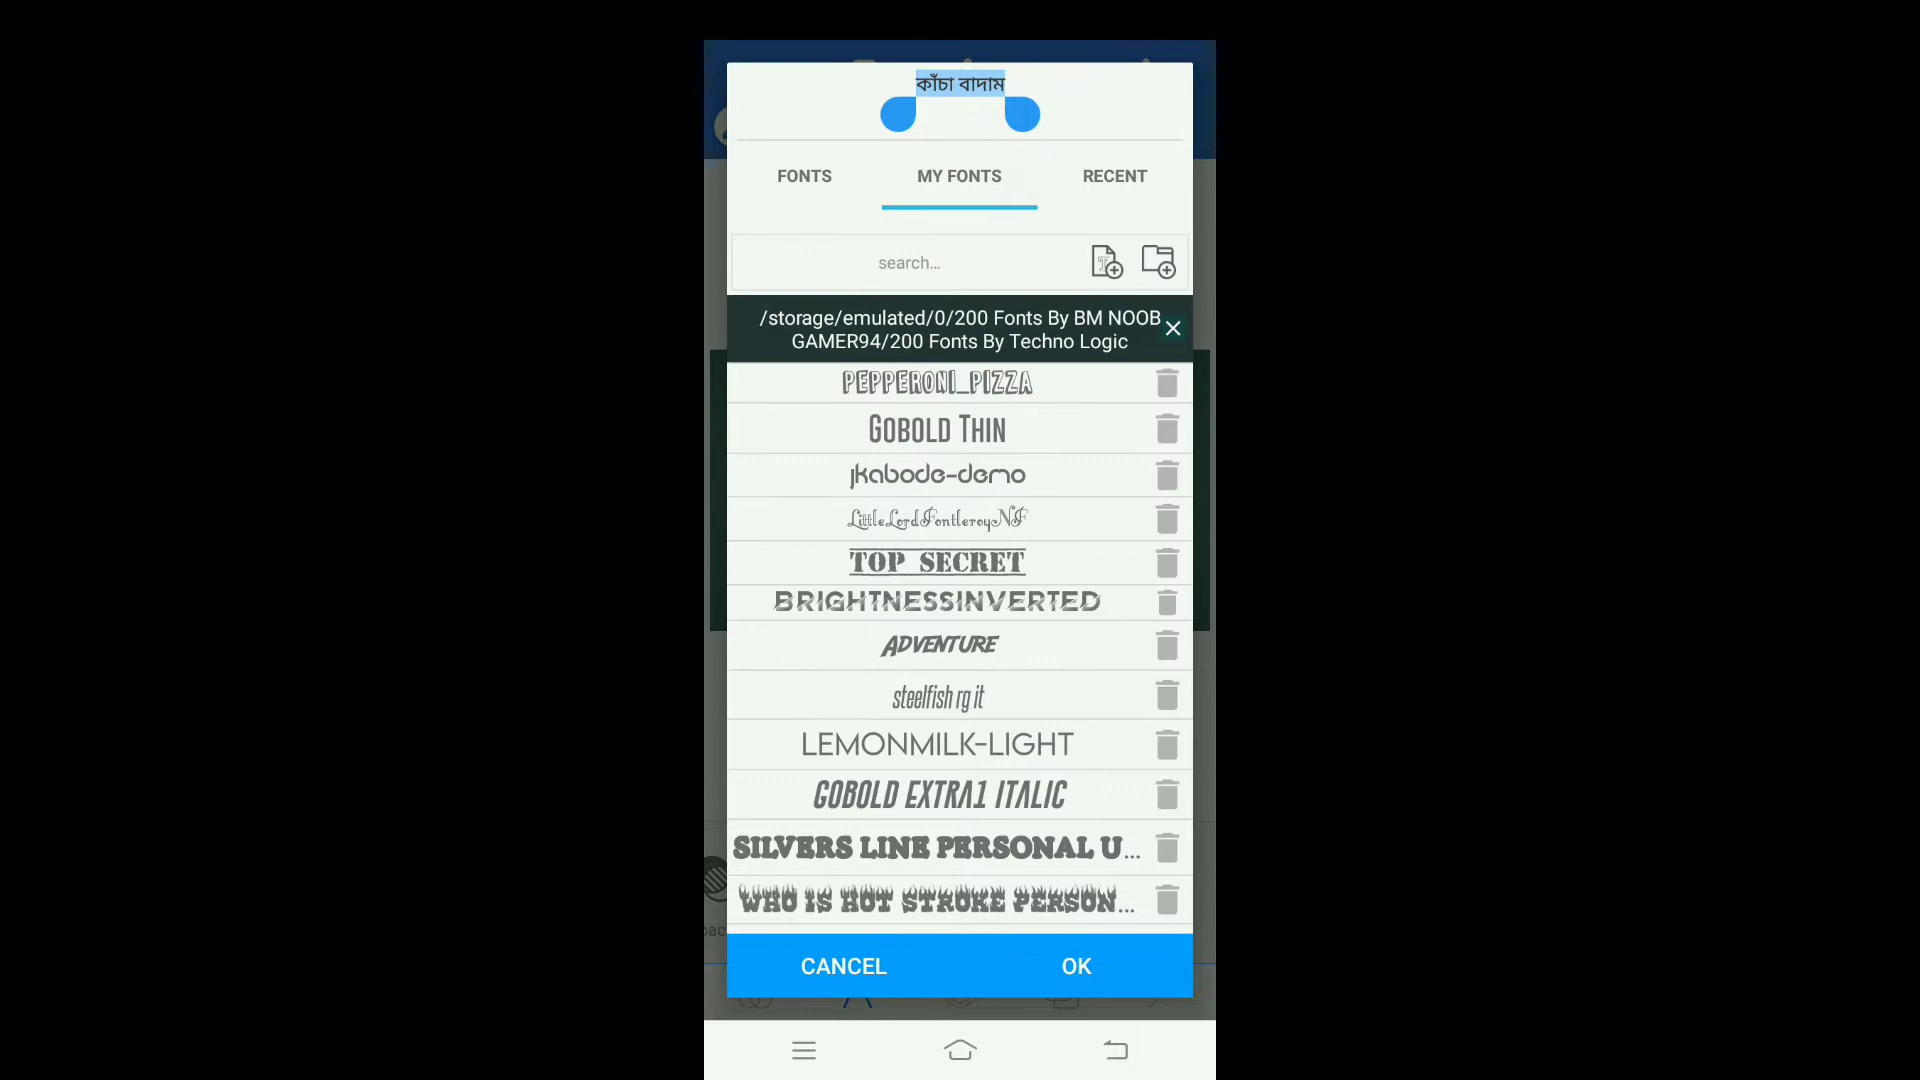 কাঁচা বাদাম
FONTS MY FONTS RECENT
search...
/storage/emulated/0/200 Fonts By BM NOOB
GAMER94/200 Fonts By Techno Logic
PEPPERONI_PIZZA
GOBOLD THIN
jkabode-demo
LittleLordFontleroyNF
TOP SECRET
BRIGHTNESSINVERTED
ADVENTURE
steelfish rg it
LEMONMILK-LIGHT
GOBOLD EXTRA1 ITALIC
SILVERS LINE PERSONAL U...
WHO IS HOT STROKE PERSON...
CANCEL OK